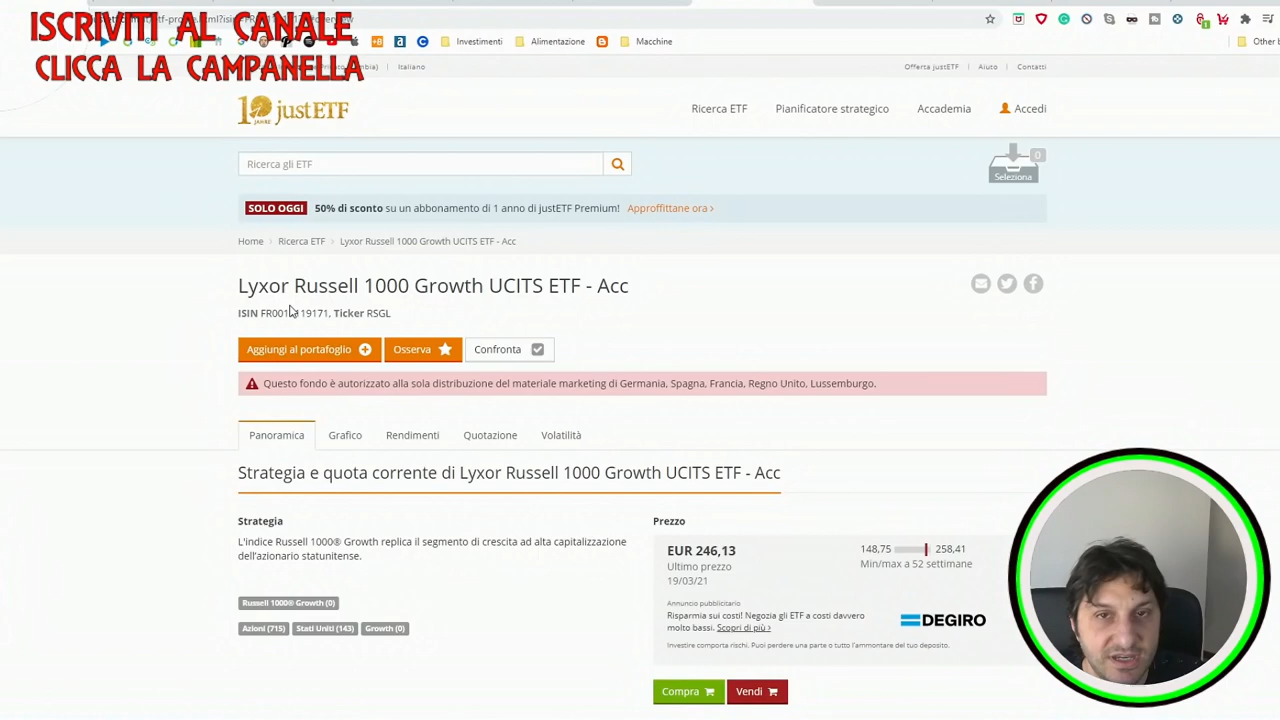 ISCRIVITI AL CANALE
CLICCA LA CAMPANELLA
Investimenti
Alimentazione
Macchine
Other
Italiano
Offerta justETF
Aiuto
Contatti
10 justETF
JAHRE
Ricerca ETF
Pianificatore strategico
Accademia
Accedi
Ricerca gli ETF
0
Seleziona
SOLO OGGI 50% di sconto su un abbonamento di 1 anno di justETF Premium! Approffittane ora ›
Home › Ricerca ETF › Lyxor Russell 1000 Growth UCITS ETF - Acc
Lyxor Russell 1000 Growth UCITS ETF - Acc
ISIN Ticker RSGL
Aggiungi al portafoglio
Osserva
Confronta
Questo fondo è autorizzato alla sola distribuzione del materiale marketing di Germania, Spagna, Francia, Regno Unito, Lussemburgo.
Panoramica
Grafico
Rendimenti
Quotazione
Volatilità
Strategia e quota corrente di Lyxor Russell 1000 Growth UCITS ETF - Acc
Strategia
L'indice Russell 1000® Growth replica il segmento di crescita ad alta capitalizzazione
dell'azionario statunitense.
Russell 1000® Growth (0)
Azioni (715)
Stati Uniti (143)
Growth (0)
Prezzo
EUR 246,13
Ultimo prezzo
19/03/21
148,75
258,41
Min/max a 52 settimane
Annuncio pubblicitario
Risparmia sui costi! Negozia gli ETF a costi davvero
molto bassi. Scopri di più ›
DEGIRO
Investire comporta rischi. Puoi perdere una parte o tutto l'ammontare del tuo deposito.
Compra
Vendi